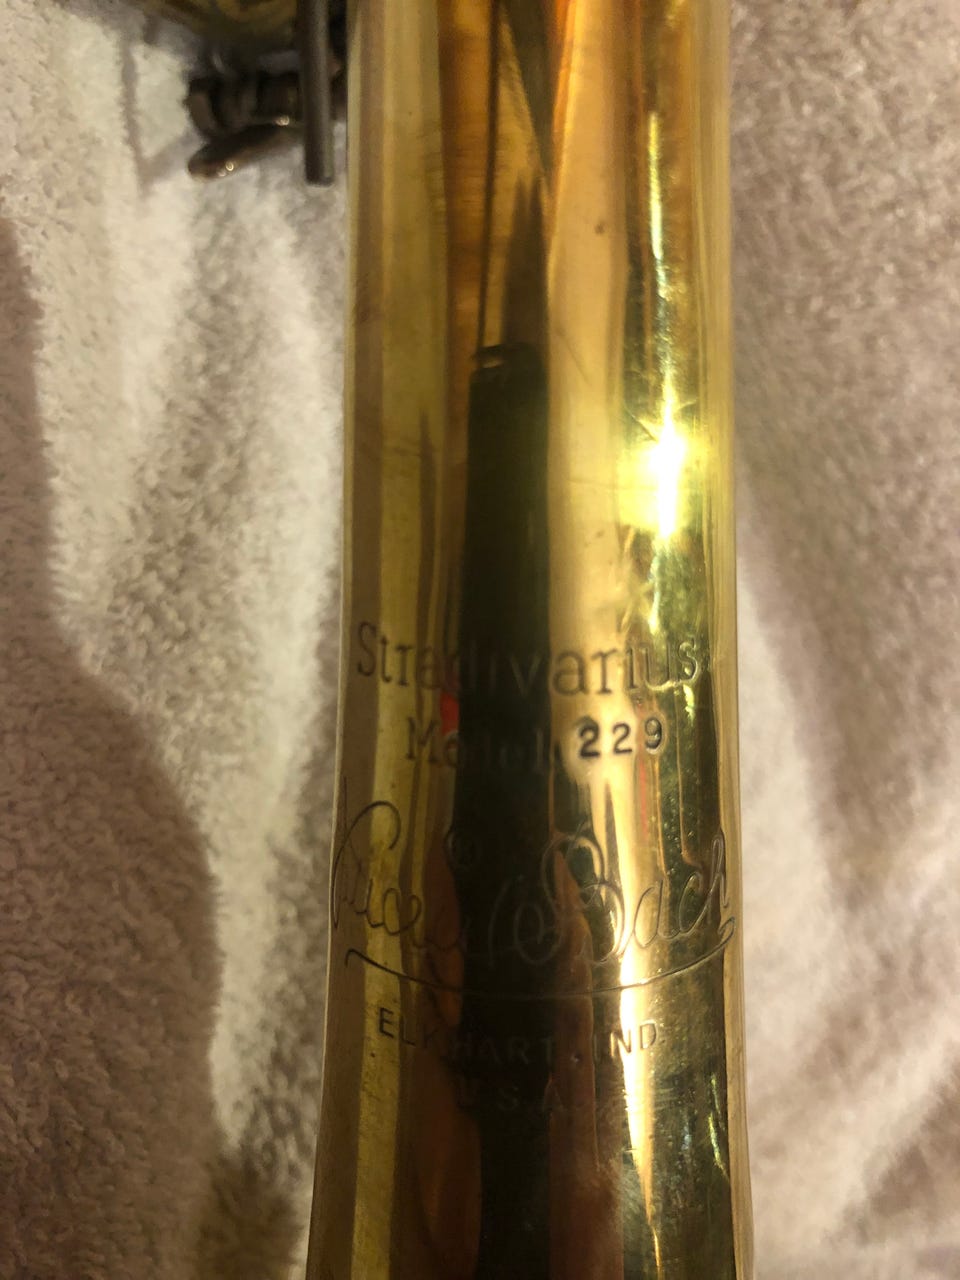 Stradivarius
Model 229
Vincent Bach
®
ELKHART, IND.
U.S.A.